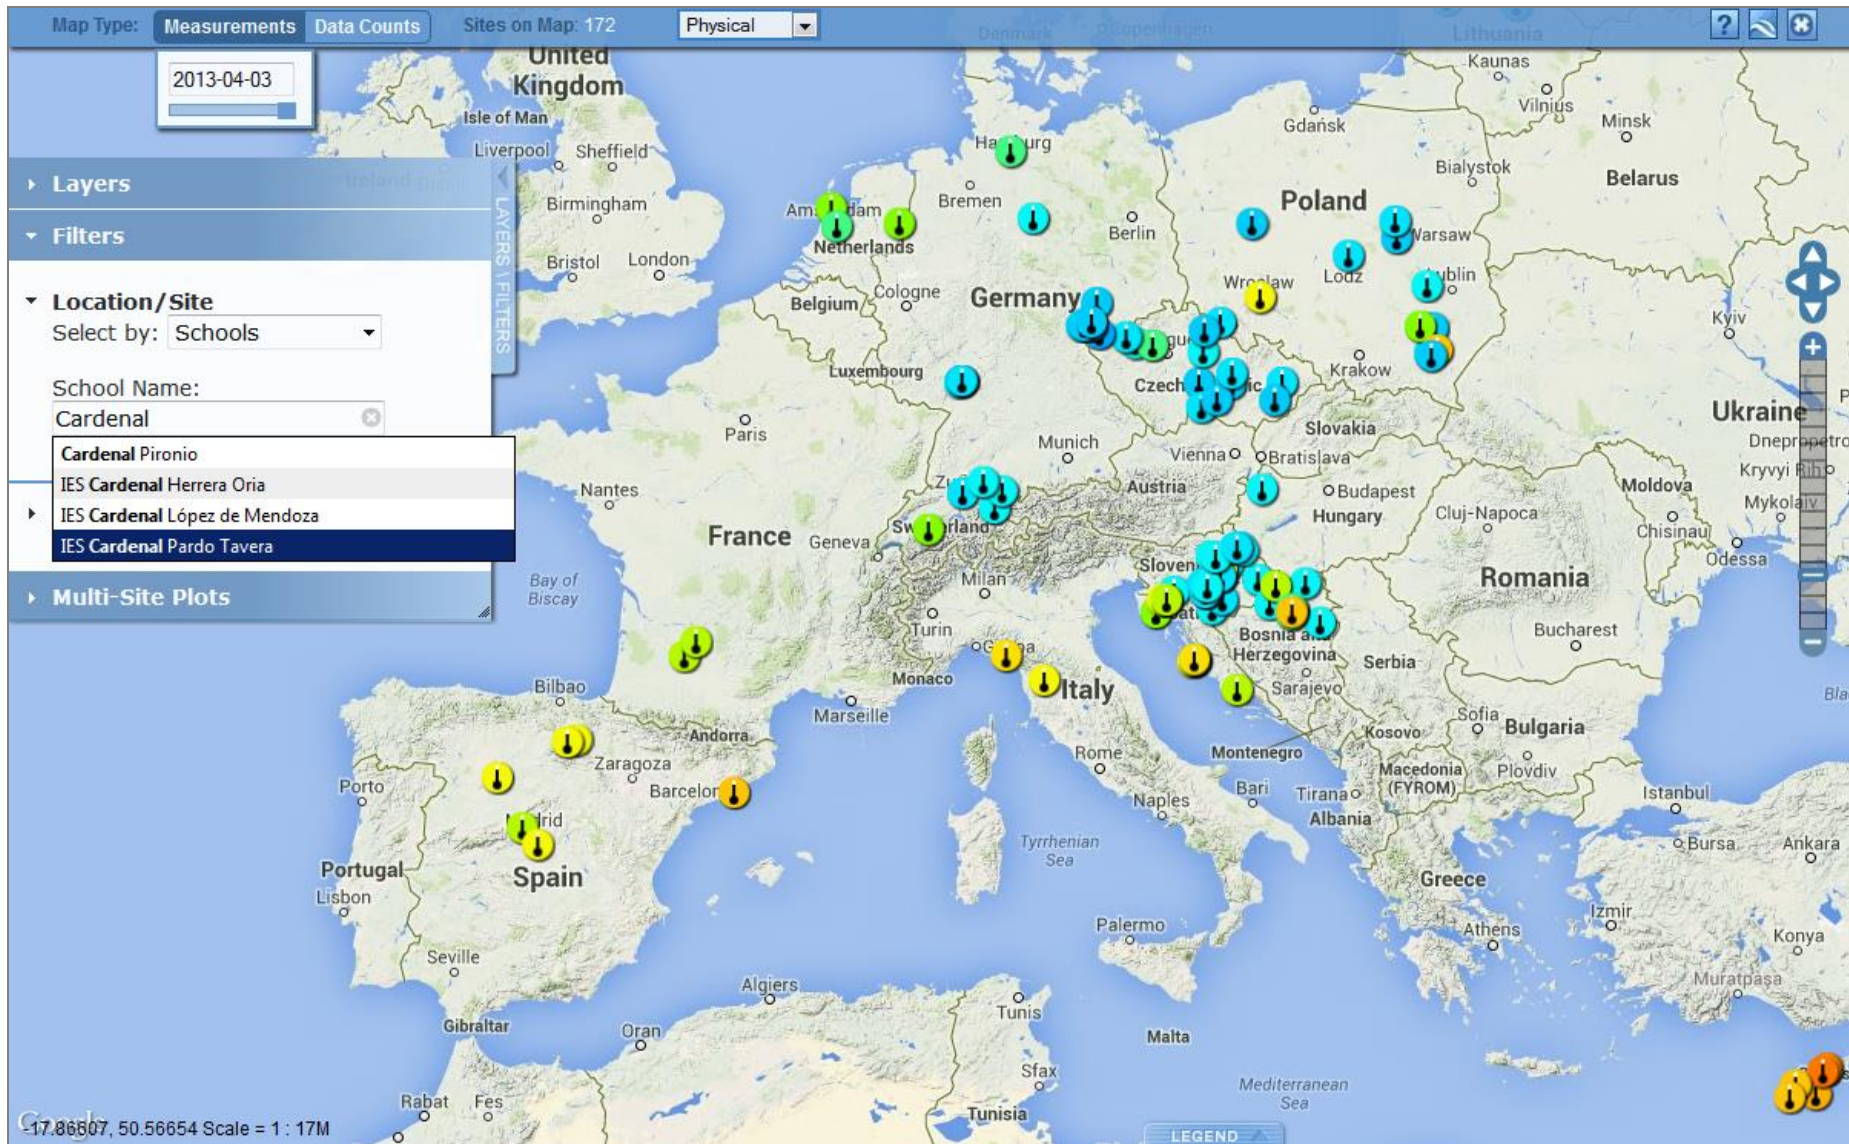 Map Type: Measurements Data Counts Sites on Map: 172 Physical ?
2013-04-03
Layers
Filters
LAYERS \ FILTERS
Location/Site
Select by: Schools
School Name:
Cardenal
Cardenal Pironio
IES Cardenal Herrera Oria
IES Cardenal López de Mendoza
IES Cardenal Pardo Tavera
Multi-Site Plots
Denmark
Lithuania
United
Kingdom
Kaunas
Vilnius
Isle of Man
Gdańsk
Minsk
Liverpool
Sheffield
Bialystok
Belarus
Birmingham
Bremen
Poland
Netherlands
Berlin
Warsaw
Bristol
London
Lodz
Belgium
Cologne
Germany
Kyiv
Luxembourg
Krakow
Ukraine
Paris
Slovakia
Munich
Vienna
Bratislava
Dnepropetro
Kryvyi Rih
Nantes
Austria
Budapest
Hungary
Moldova
Mykolaiv
Cluj-Napoca
Chisinau
France
Geneva
Odessa
Bay of
Biscay
Milan
Romania
Turin
Bosnia and
Herzegovina
Bucharest
Serbia
Monaco
Italy
Sarajevo
Bilbao
Marseille
Sofia
Bulgaria
Andorra
Kosovo
Rome
Montenegro
Zaragoza
Macedonia
(FYROM)
Plovdiv
Porto
Barcelon
Bari
Tirana
Istanbul
Naples
Albania
Tyrrhenian
Sea
Bursa
Ankara
Portugal
Spain
Greece
Lisbon
Izmir
Palermo
Athens
Konya
Seville
Muratpaşa
Algiers
Tunis
Gibraltar
Oran
Malta
Sfax
Mediterranean
Sea
Rabat
Fes
Tunisia
Google
-17.86607, 50.56654 Scale = 1 : 17M
LEGEND